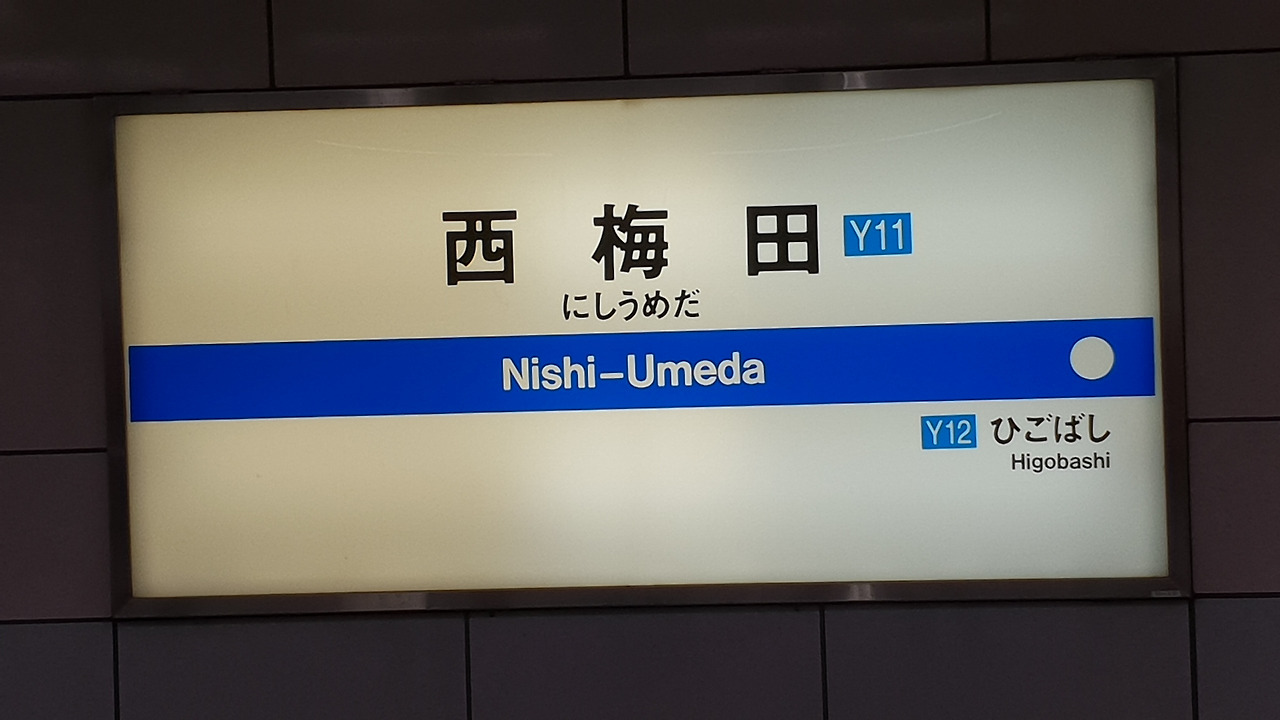 西梅田 Y11
にしうめだ
Nishi-Umeda
Y12 ひごばし
Higobashi